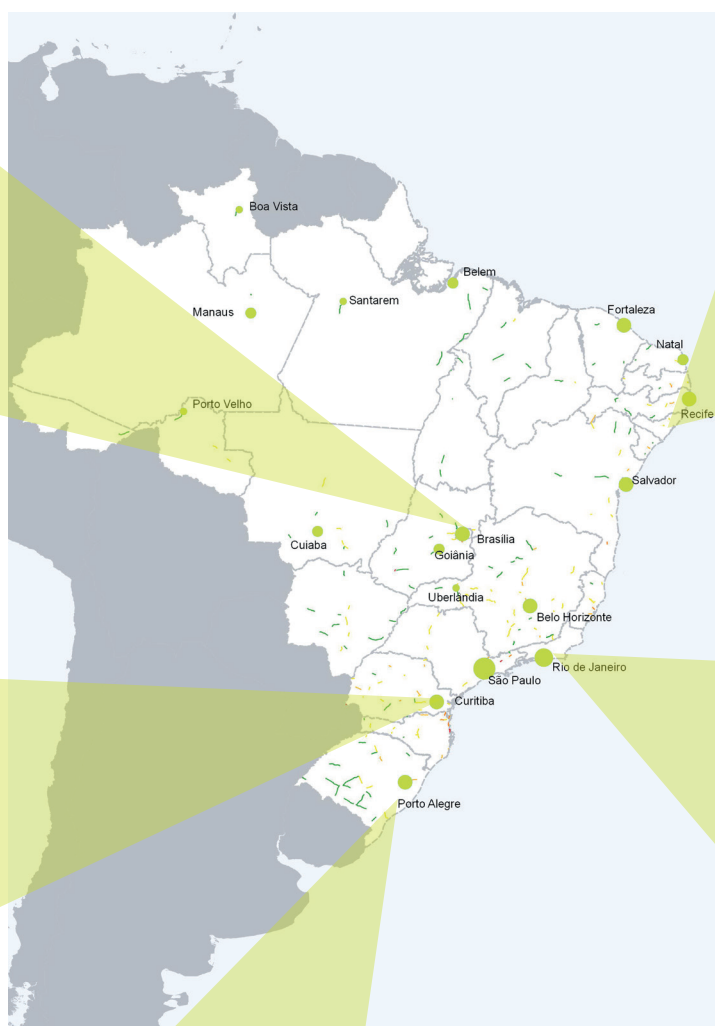 Boa Vista
Belem
Santarem
Manaus
Fortaleza
Natal
Porto Velho
Recife
Salvador
Cuiaba
Brasilia
Goiânia
Uberlândia
Belo Horizonte
Rio de Janeiro
São Paulo
Curitiba
Porto Alegre